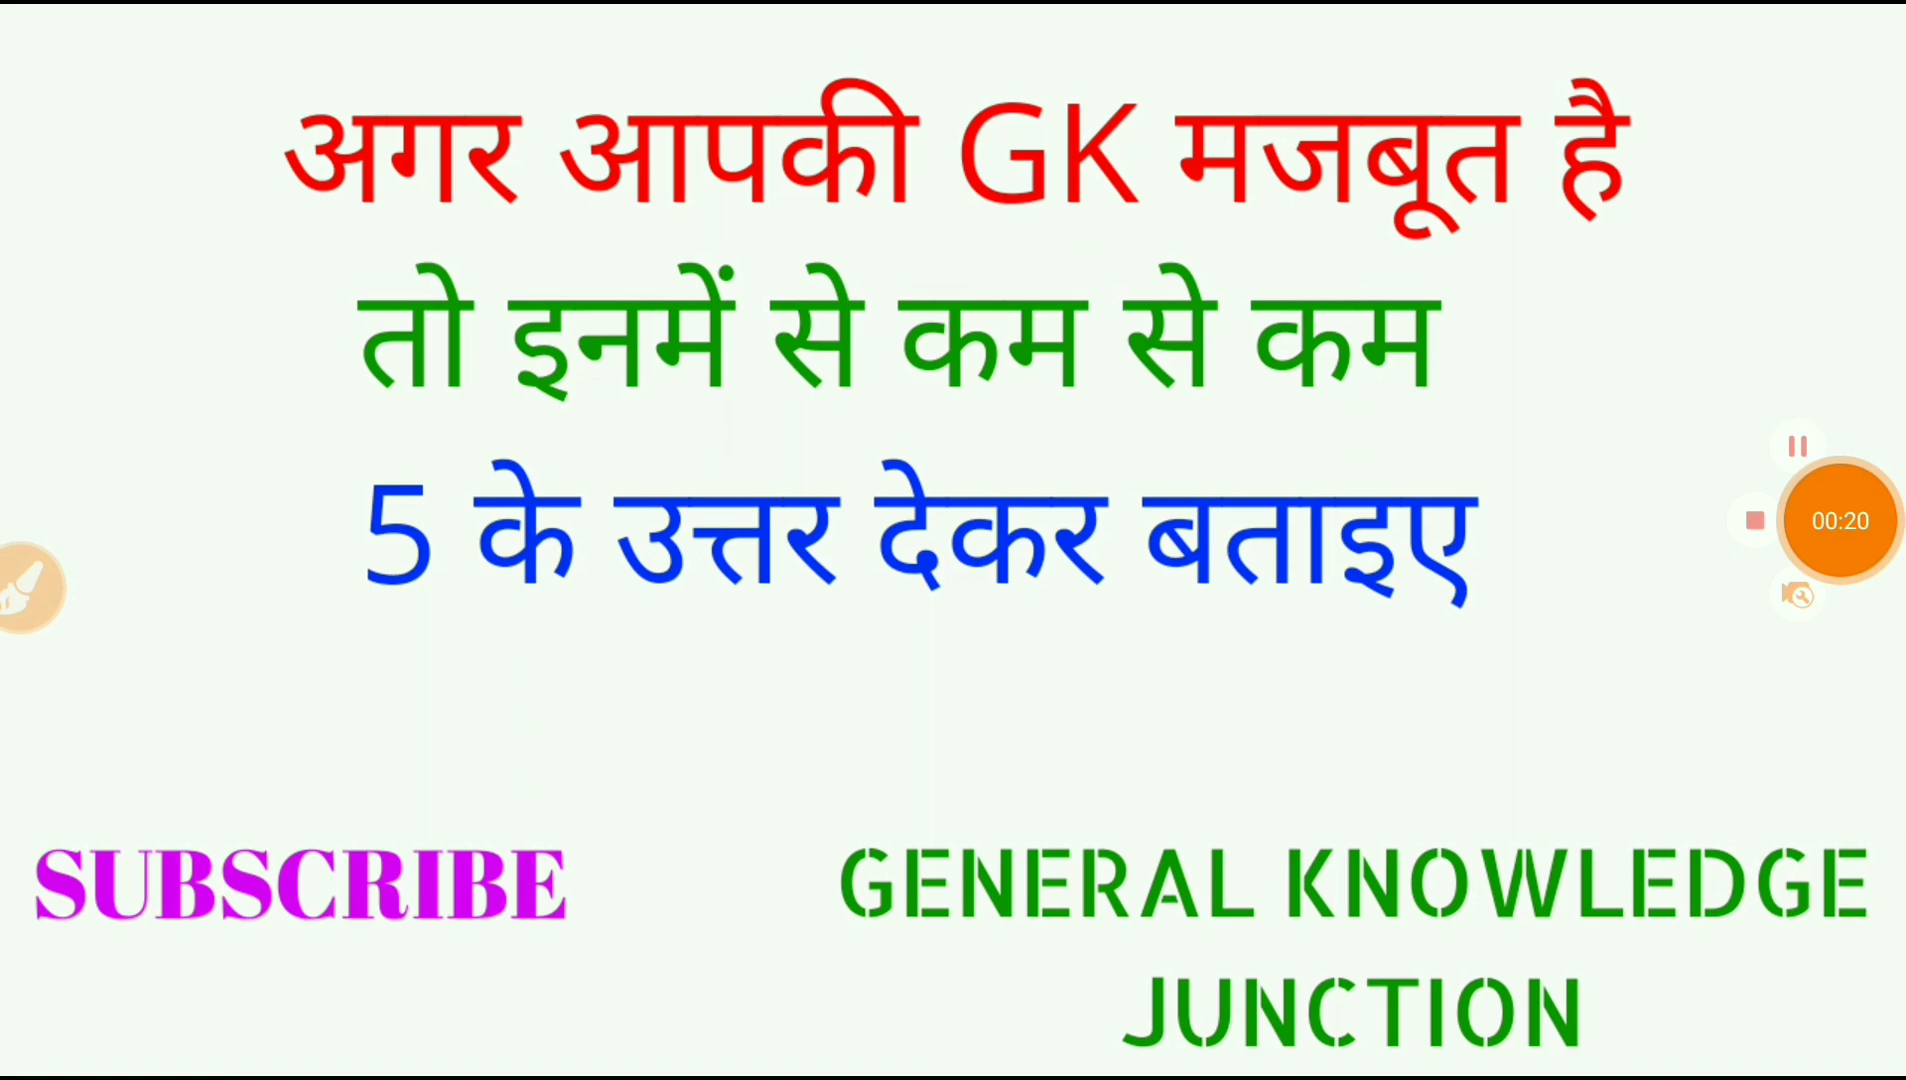 अगर आपकी GK मजबूत है
तो इनमें से कम से कम
5 के उत्तर देकर बताइए
00:20
SUBSCRIBE
GENERAL KNOWLEDGE
JUNCTION